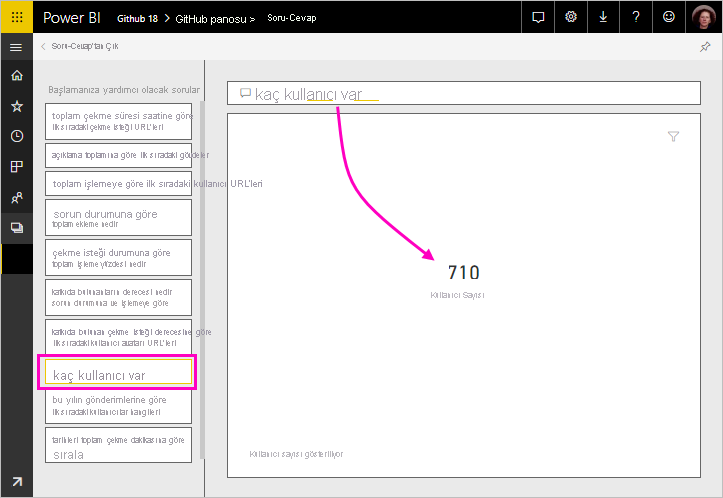 Power BI Github 18 > GitHub panosu > Soru-Cevap
Soru-Cevap'tan Çık
Başlamanıza yardımcı olacak sorular
toplam çekme süresi saatine göre
ilk sıradaki çekme isteği URL'leri
açıklama toplamına göre ilk sıradaki gövdeler
toplam işlemeye göre ilk sıradaki kullanıcı URL'leri
sorun durumuna göre
toplam ekleme nedir
çekme isteği durumuna göre
toplam işleme yüzdesi nedir
katkıda bulunanların derecesi nedir
sorun durumuna ve işlemeye göre
katkıda bulunan çekme isteği derecesine göre
ilk sıradaki kullanıcı avatarı URL'leri
kaç kullanıcı var
bu yılın gönderimlerine göre
ilk sıradaki kullanıcılar hangileri
tarihleri toplam çekme dakikasına göre
sırala
kaç kullanıcı var
710
Kullanıcı Sayısı
Kullanıcı sayısı gösteriliyor